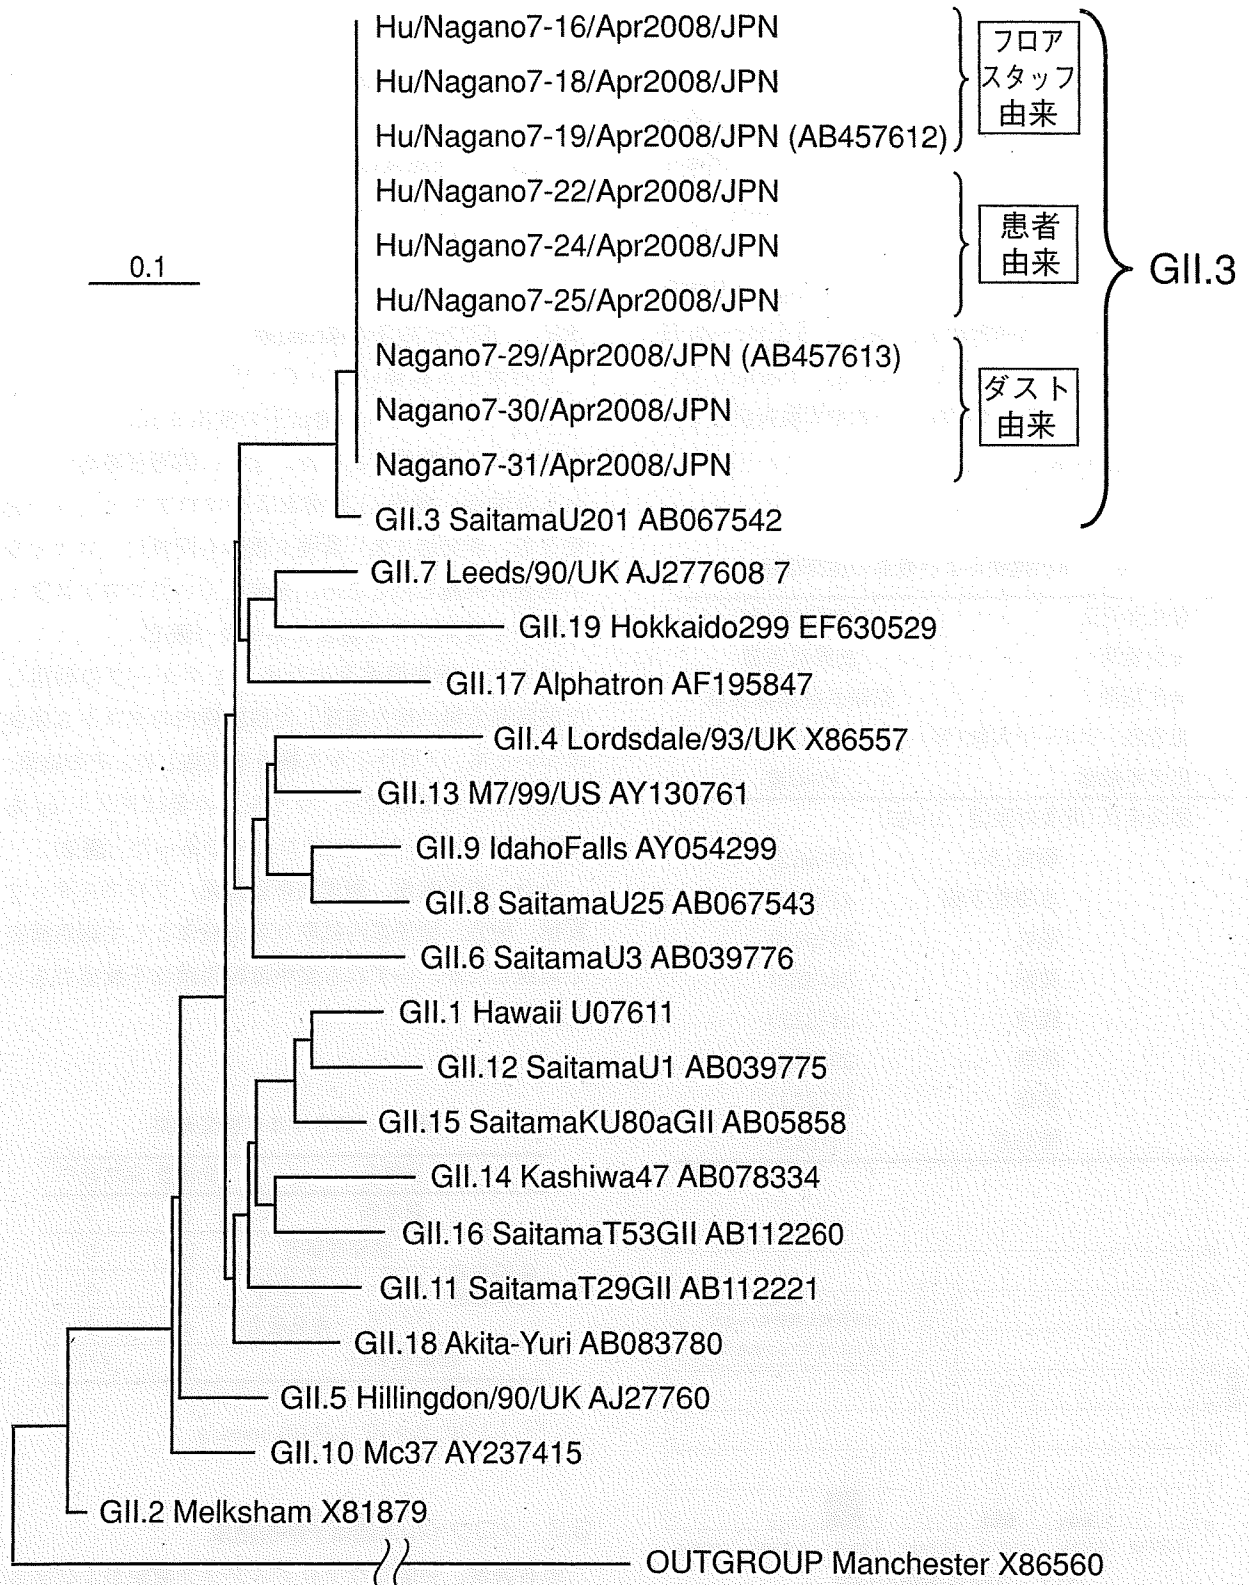 Hu/Nagano7-16/Apr2008/JPN
Hu/Nagano7-18/Apr2008/JPN
Hu/Nagano7-19/Apr2008/JPN (AB457612)
フロア
スタッフ
由来
Hu/Nagano7-22/Apr2008/JPN
Hu/Nagano7-24/Apr2008/JPN
Hu/Nagano7-25/Apr2008/JPN
患者
由来
GII.3
0.1
Nagano7-29/Apr2008/JPN (AB457613)
Nagano7-30/Apr2008/JPN
Nagano7-31/Apr2008/JPN
ダスト
由来
GII.3 SaitamaU201 AB067542
GII.7 Leeds/90/UK AJ277608 7
GII.19 Hokkaido299 EF630529
GII.17 Alphatron AF195847
GII.4 Lordsdale/93/UK X86557
GII.13 M7/99/US AY130761
GII.9 IdahoFalls AY054299
GII.8 SaitamaU25 AB067543
GII.6 SaitamaU3 AB039776
GII.1 Hawaii U07611
GII.12 SaitamaU1 AB039775
GII.15 SaitamaKU80aGII AB05858
GII.14 Kashiwa47 AB078334
GII.16 SaitamaT53GII AB112260
GII.11 SaitamaT29GII AB112221
GII.18 Akita-Yuri AB083780
GII.5 Hillingdon/90/UK AJ27760
GII.10 Mc37 AY237415
GII.2 Melksham X81879
OUTGROUP Manchester X86560